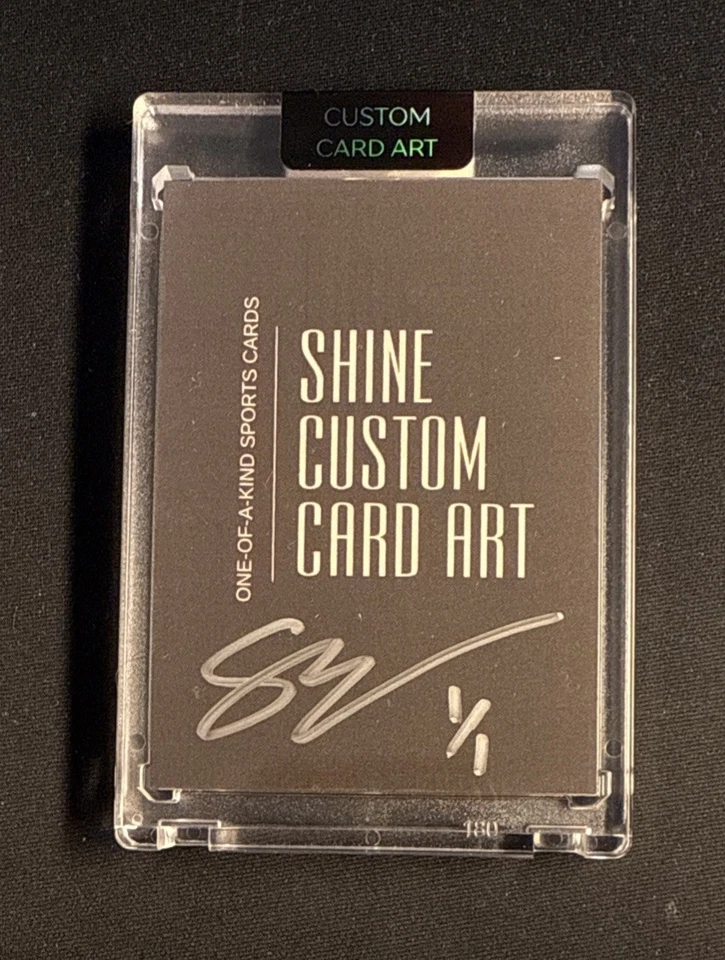 CUSTOM
CARD ART
ONE-OF-A-KIND SPORTS CARDS
SHINE
CUSTOM
CARD ART
1/1
180